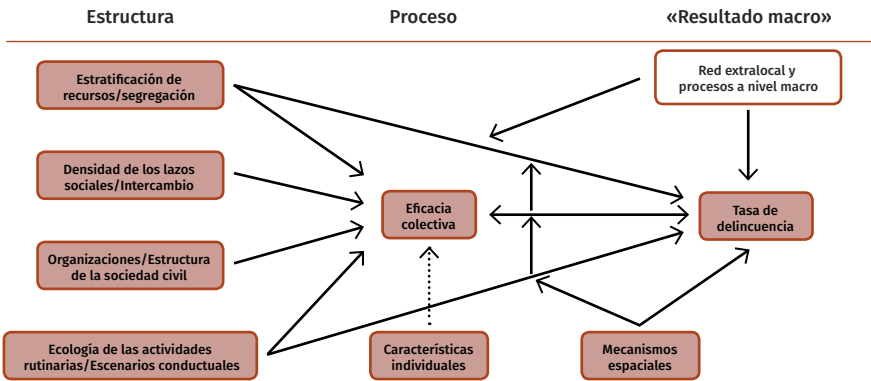 Estructura
Proceso
«Resultado macro»
Estratificación de
recursos/segregación
Red extralocal y
procesos a nivel macro
Densidad de los lazos
sociales/Intercambio
Eficacia
colectiva
Tasa de
delincuencia
Organizaciones/Estructura
de la sociedad civil
Ecología de las actividades
rutinarias/Escenarios conductuales
Características
individuales
Mecanismos
espaciales